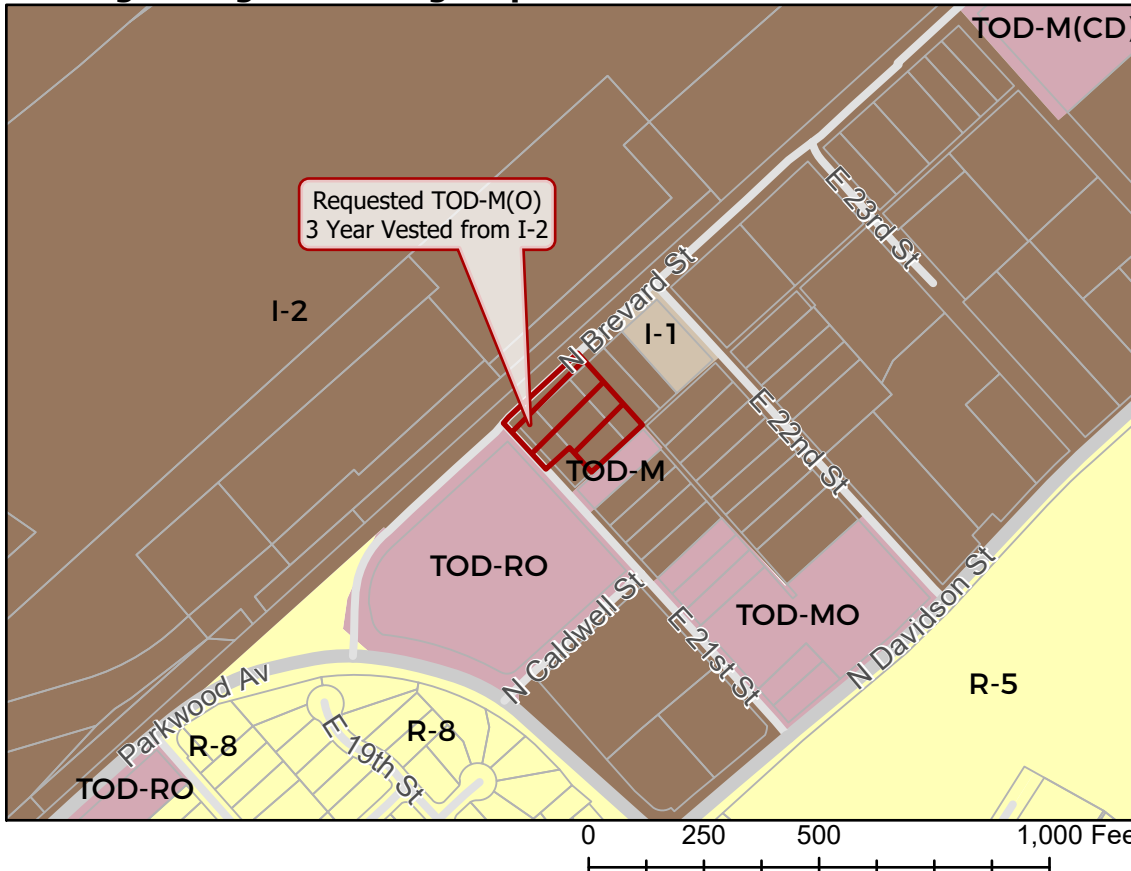 TOD-M(CD)
E 23rd St
Requested TOD-M(O)
3 Year Vested from I-2
N Brevard St
I-2
I-1
E 22nd St
TOD-M
TOD-RO
N Caldwell St
E 21st St
TOD-MO
N Davidson St
R-5
Parkwood Av
R-8
R-8
E 19th St
TOD-RO
0 250 500 1,000 Fee